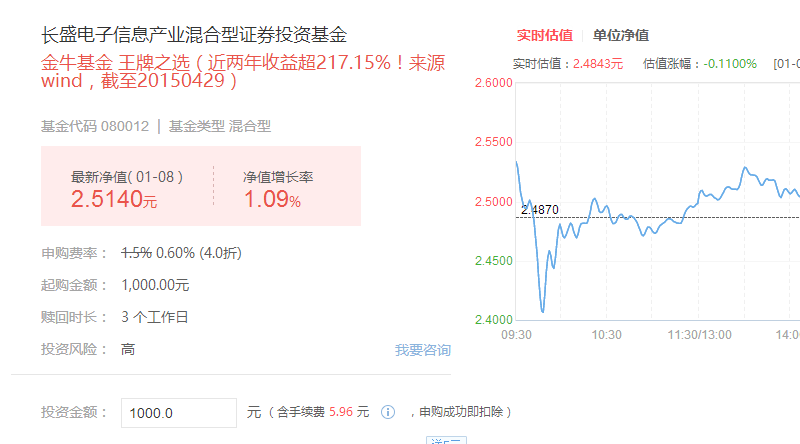 长盛电子信息产业混合型证券投资基金
金牛基金 王牌之选（近两年收益超217.15%！来源
wind，截至20150429）
基金代码 080012 | 基金类型 混合型
最新净值( 01-08 )
2.5140元
净值增长率
1.09%
申购费率： 1.5% 0.60% (4.0折)
起购金额： 1,000.00元
赎回时长： 3 个工作日
投资风险： 高
我要咨询
投资金额： 1000.0 元（含手续费 5.96 元 ，申购成功即扣除）
实时估值 单位净值
实时估值：2.4843元 估值涨幅：-0.1100% [01-0
2.6000
2.5500
2.5000
2.4870
2.4500
2.4000
09:30 10:30 11:30/13:00 14:0